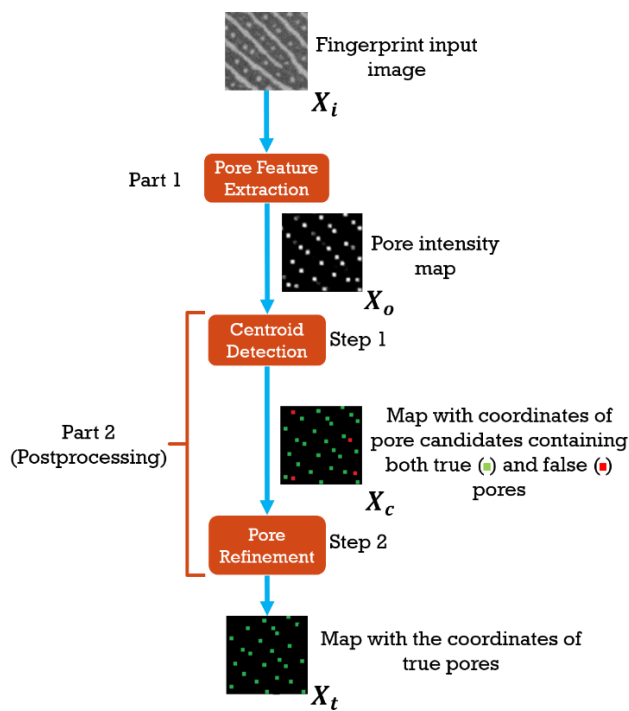 Fingerprint input
image
X_i
Part 1
Pore Feature
Extraction
Pore intensity
map
X_o
Centroid
Detection
Step 1
Part 2
(Postprocessing)
Map with coordinates of
pore candidates containing
both true (▪) and false (▪)
pores
X_c
Pore
Refinement
Step 2
Map with the coordinates of
true pores
X_t